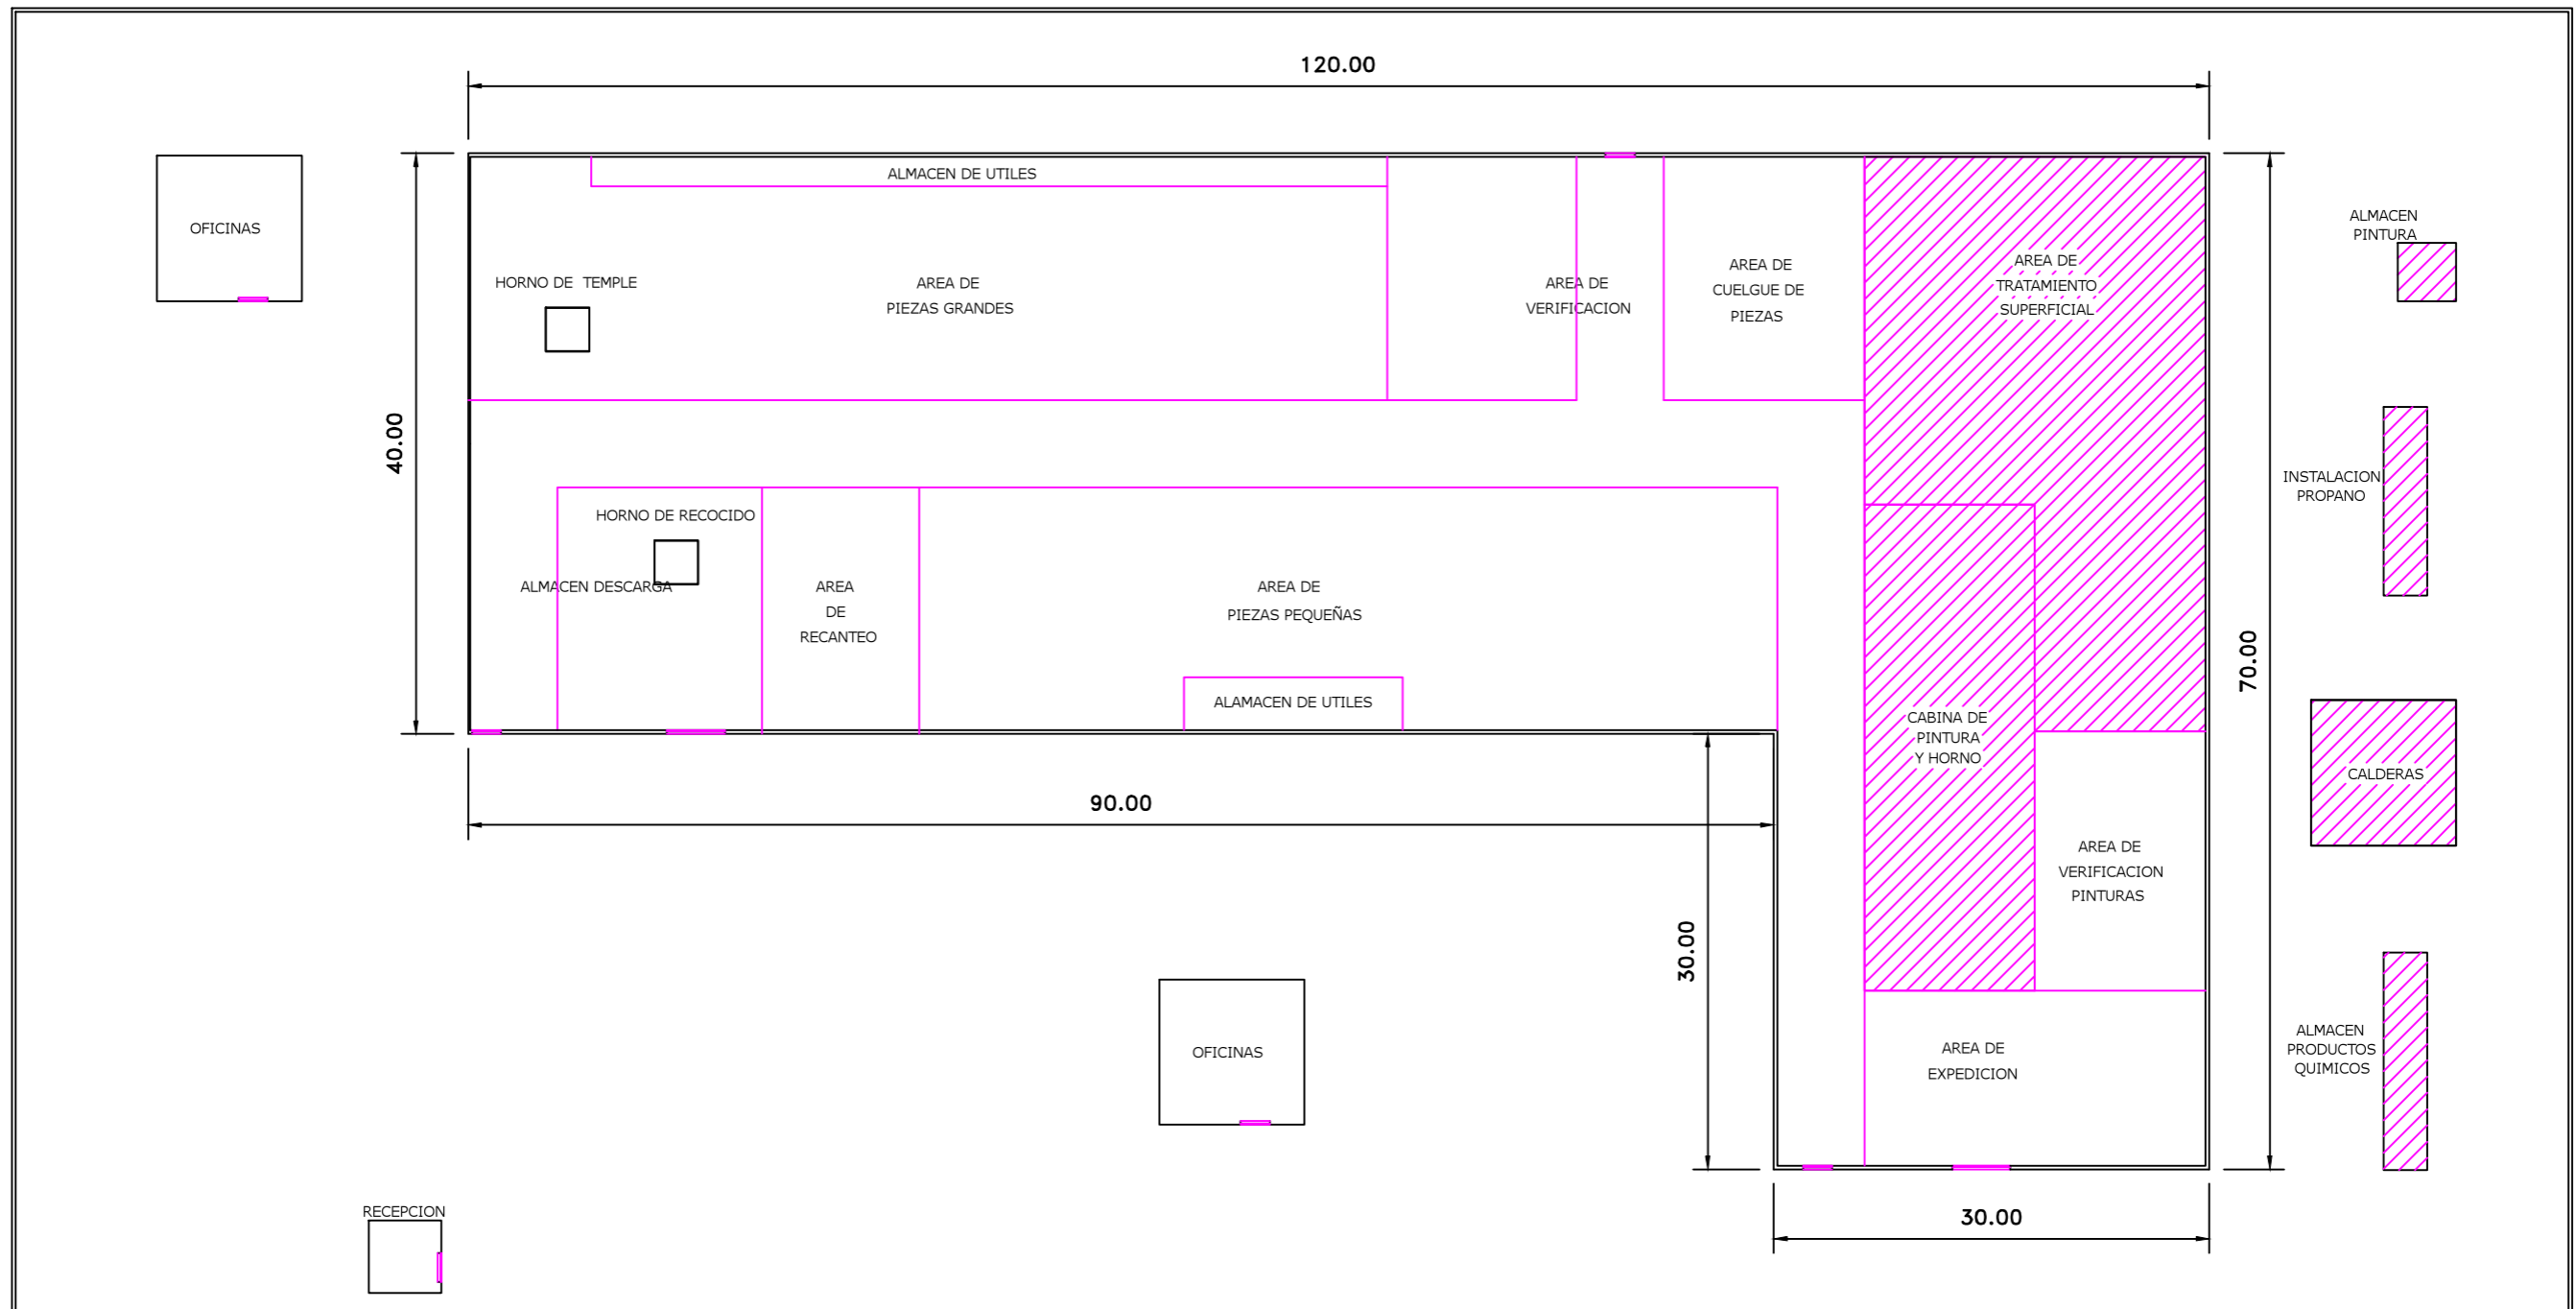 120.00
ALMACEN DE UTILES
OFICINAS
ALMACEN
PINTURA
HORNO DE  TEMPLE
AREA DE
PIEZAS GRANDES
AREA DE
VERIFICACION
AREA DE
CUELGUE DE
PIEZAS
AREA DE
TRATAMIENTO
SUPERFICIAL
40.00
INSTALACION
PROPANO
HORNO DE RECOCIDO
ALMACEN DESCARGA
AREA
DE
RECANTEO
AREA DE
PIEZAS PEQUEÑAS
70.00
ALAMACEN DE UTILES
CABINA DE
PINTURA
Y HORNO
CALDERAS
90.00
AREA DE
VERIFICACION
PINTURAS
30.00
OFICINAS
AREA DE
EXPEDICION
ALMACEN
PRODUCTOS
QUIMICOS
RECEPCION
30.00